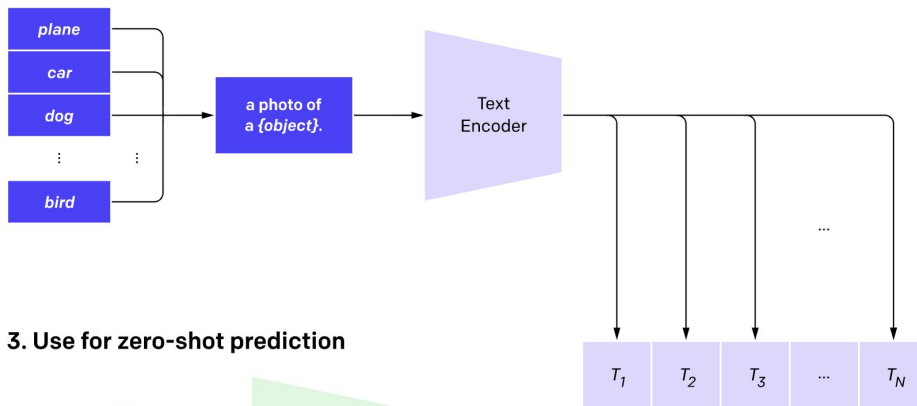 plane
car
dog
⋮ ⋮
bird
a photo of
a {object}.
Text
Encoder
...
3. Use for zero-shot prediction
T1 T2 T3 ... TN